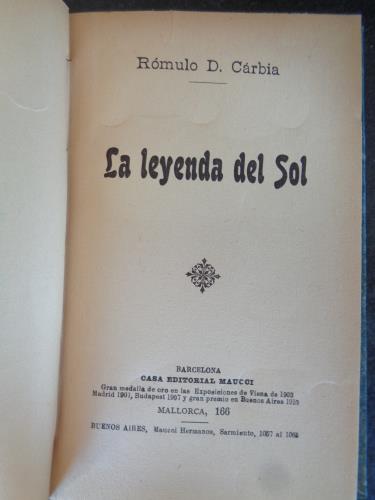 Rómulo D. Cárbia
La leyenda del Sol
BARCELONA
CASA EDITORIAL MAUCCI
Gran medalla de oro en las Exposiciones de Viena de 1903
Madrid 1907, Budapest 1907 y gran premio en Buenos Aires 1910
MALLORCA, 166
BUENOS AIRES, Maucci Hermanos, Sarmiento, 1057 al 1065